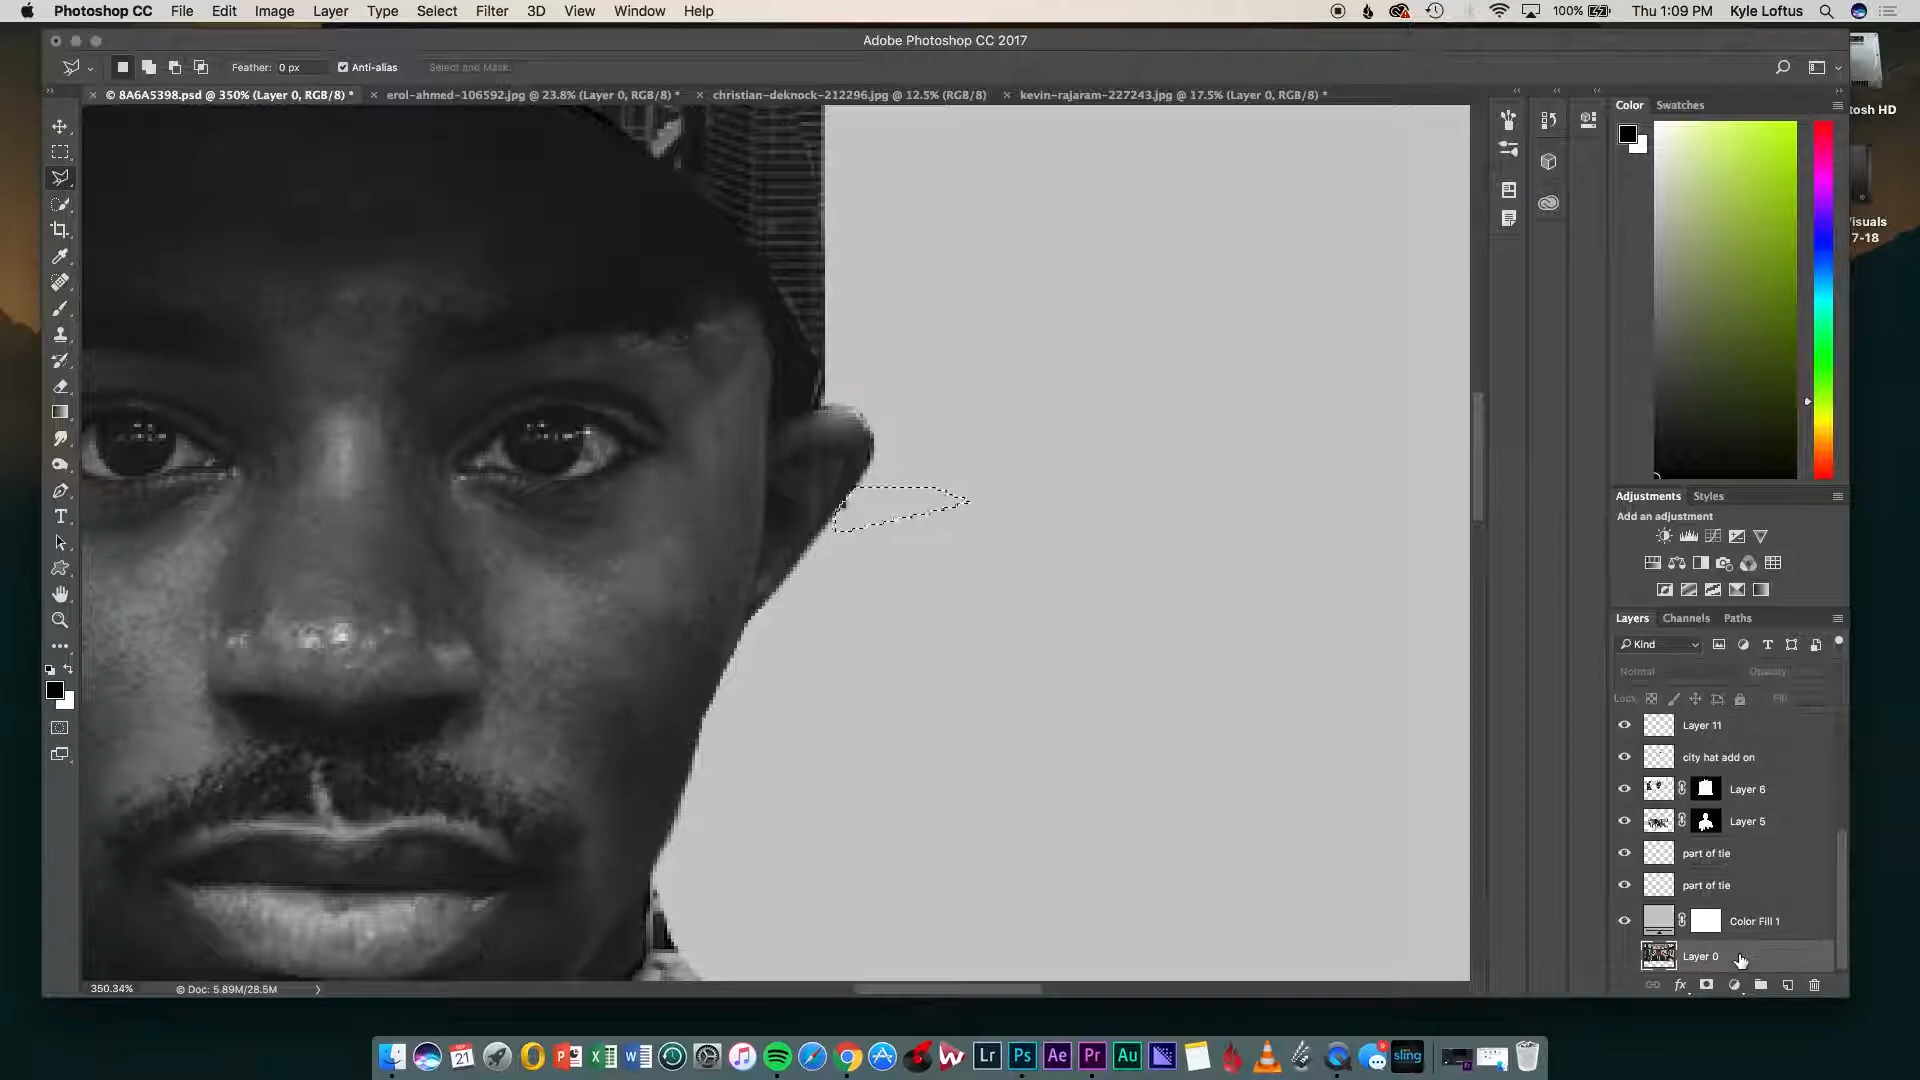 Photoshop CC File Edit Image Layer Type Select Filter 3D View Window Help 100% Thu 1:09 PM Kyle Loftus
Adobe Photoshop CC 2017
Feather: 0 px Anti-alias Select and Mask...
© 8A6A5398.psd @ 350% (Layer 0, RGB/8) * erol-ahmed-106592.jpg @ 23.8% (Layer 0, RGB/8) * christian-deknock-212296.jpg @ 12.5% (RGB/8) kevin-rajaram-227243.jpg @ 17.5% (Layer 0, RGB/8) *
Color Swatches
tosh HD
isuals
7-18
Adjustments Styles
Add an adjustment
Layers Channels Paths
Kind
Normal Opacity:
Lock: Fill:
Layer 11
city hat add on
Layer 6
Layer 5
part of tie
part of tie
Color Fill 1
Layer 0
fx
350.34% © Doc: 5.89M/28.5M
SEP
21
Lr Ps Ae Pr Au
sling